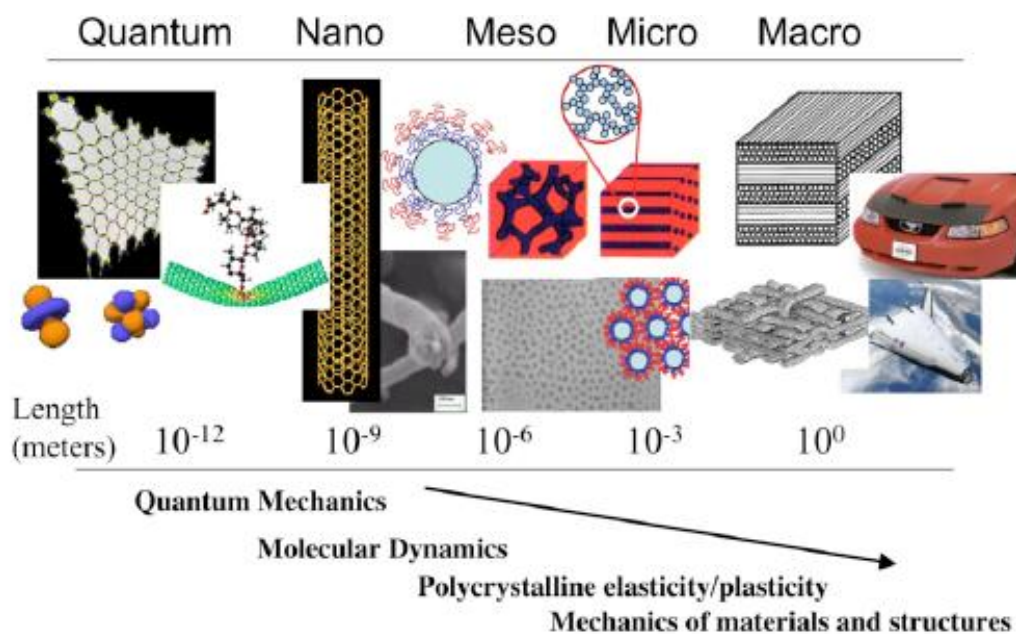 Quantum Nano Meso Micro Macro
Length
(meters) 10⁻¹² 10⁻⁹ 10⁻⁶ 10⁻³ 10⁰
Quantum Mechanics
Molecular Dynamics
Polycrystalline elasticity/plasticity
Mechanics of materials and structures